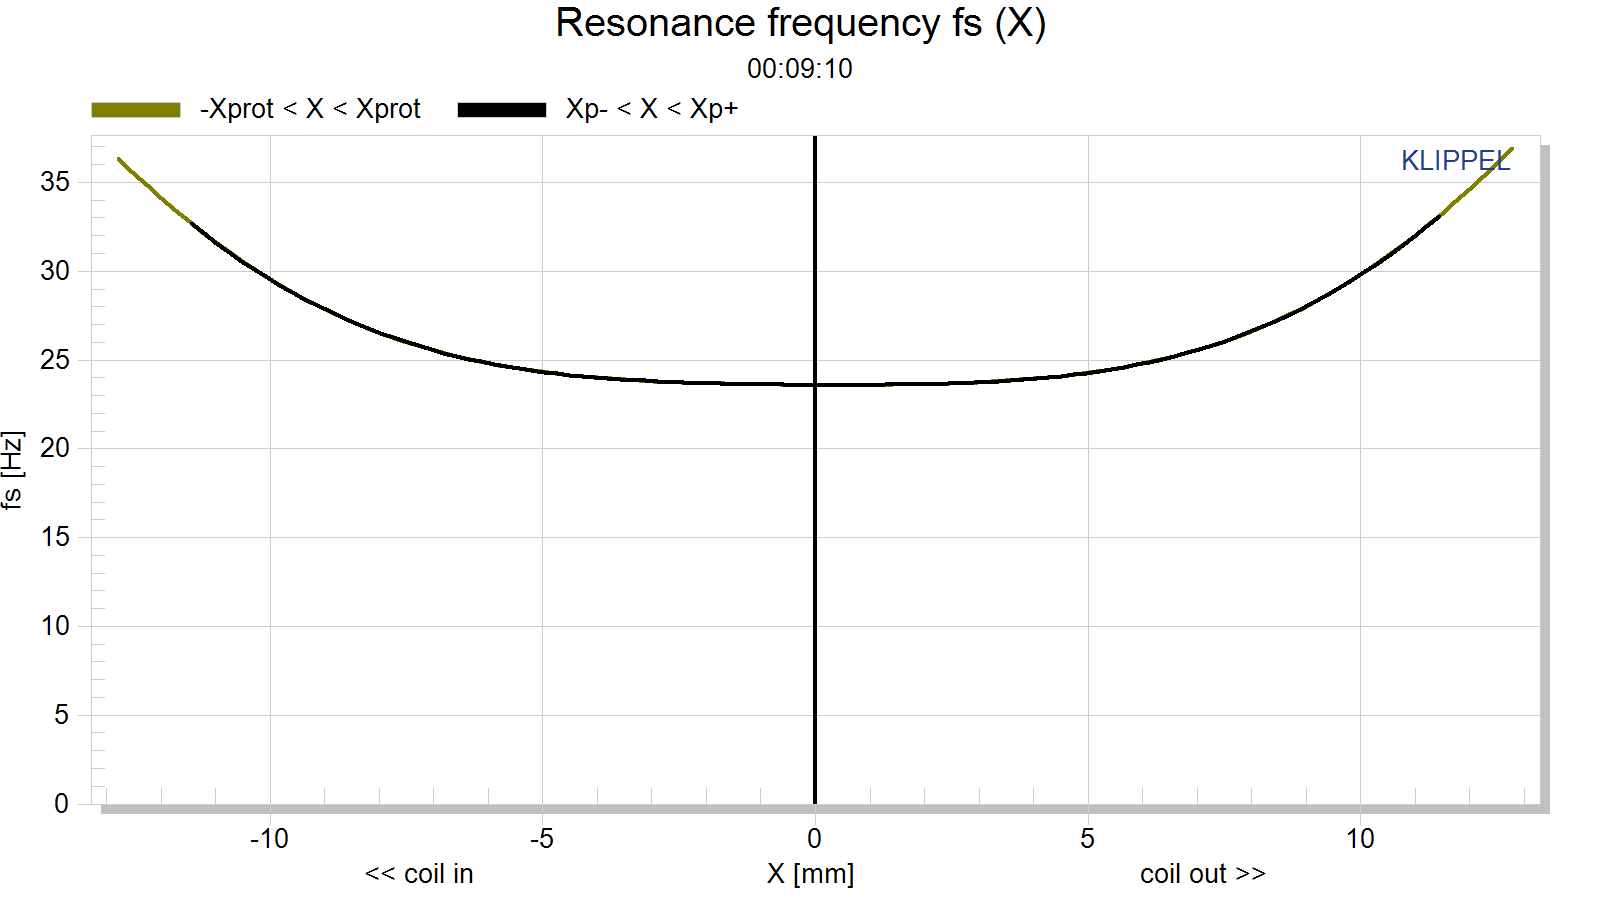 Resonance frequency fs (X)
00:09:10
-Xprot < X < Xprot    Xp- < X < Xp+
KLIPPEL
35
30
25
20
15
10
5
0
fs [Hz]
-10 -5 0 5 10
<< coil in    X [mm]    coil out >>